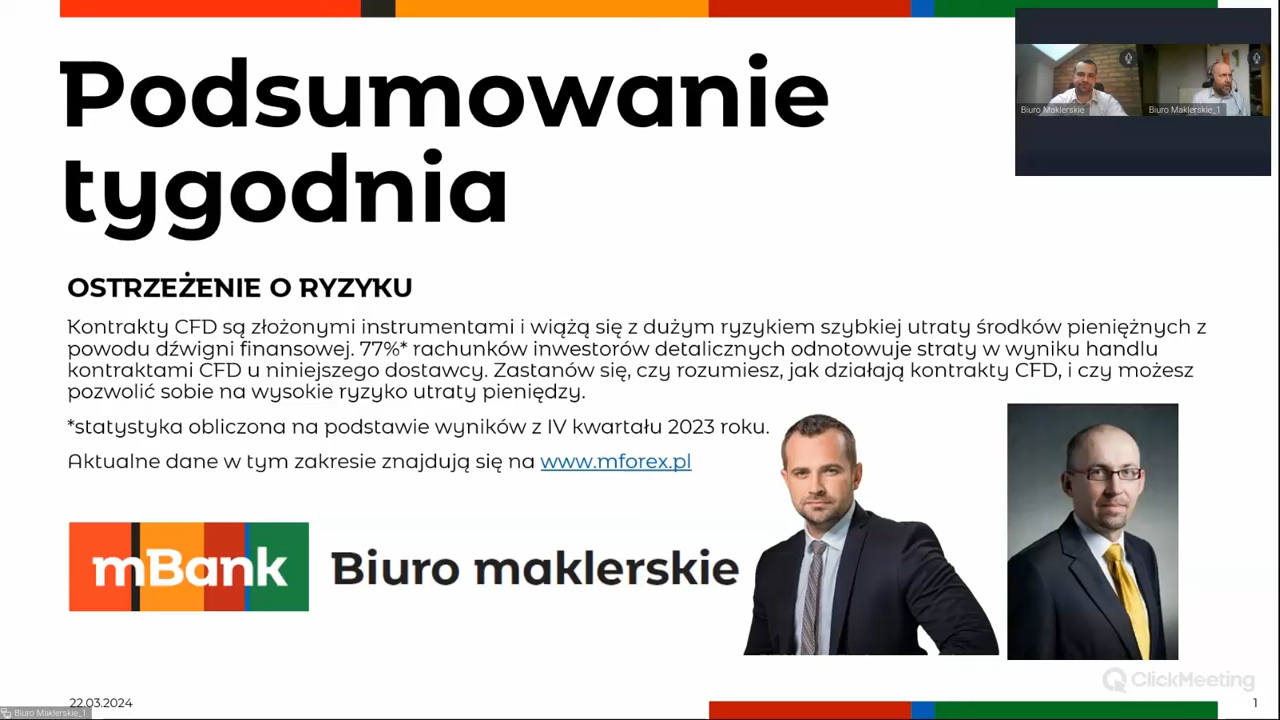 Podsumowanie
tygodnia
Biuro Maklerskie
Biuro Maklerskie_1
OSTRZEŻENIE O RYZYKU
Kontrakty CFD są złożonymi instrumentami i wiążą się z dużym ryzykiem szybkiej utraty środków pieniężnych z
powodu dźwigni finansowej. 77%* rachunków inwestorów detalicznych odnotowuje straty w wyniku handlu
kontraktami CFD u niniejszego dostawcy. Zastanów się, czy rozumiesz, jak działają kontrakty CFD, i czy możesz
pozwolić sobie na wysokie ryzyko utraty pieniędzy.
*statystyka obliczona na podstawie wyników z IV kwartału 2023 roku.
Aktualne dane w tym zakresie znajdują się na www.mforex.pl
mBank Biuro maklerskie
ClickMeeting
22.03.2024
1
Biuro Maklerskie_1